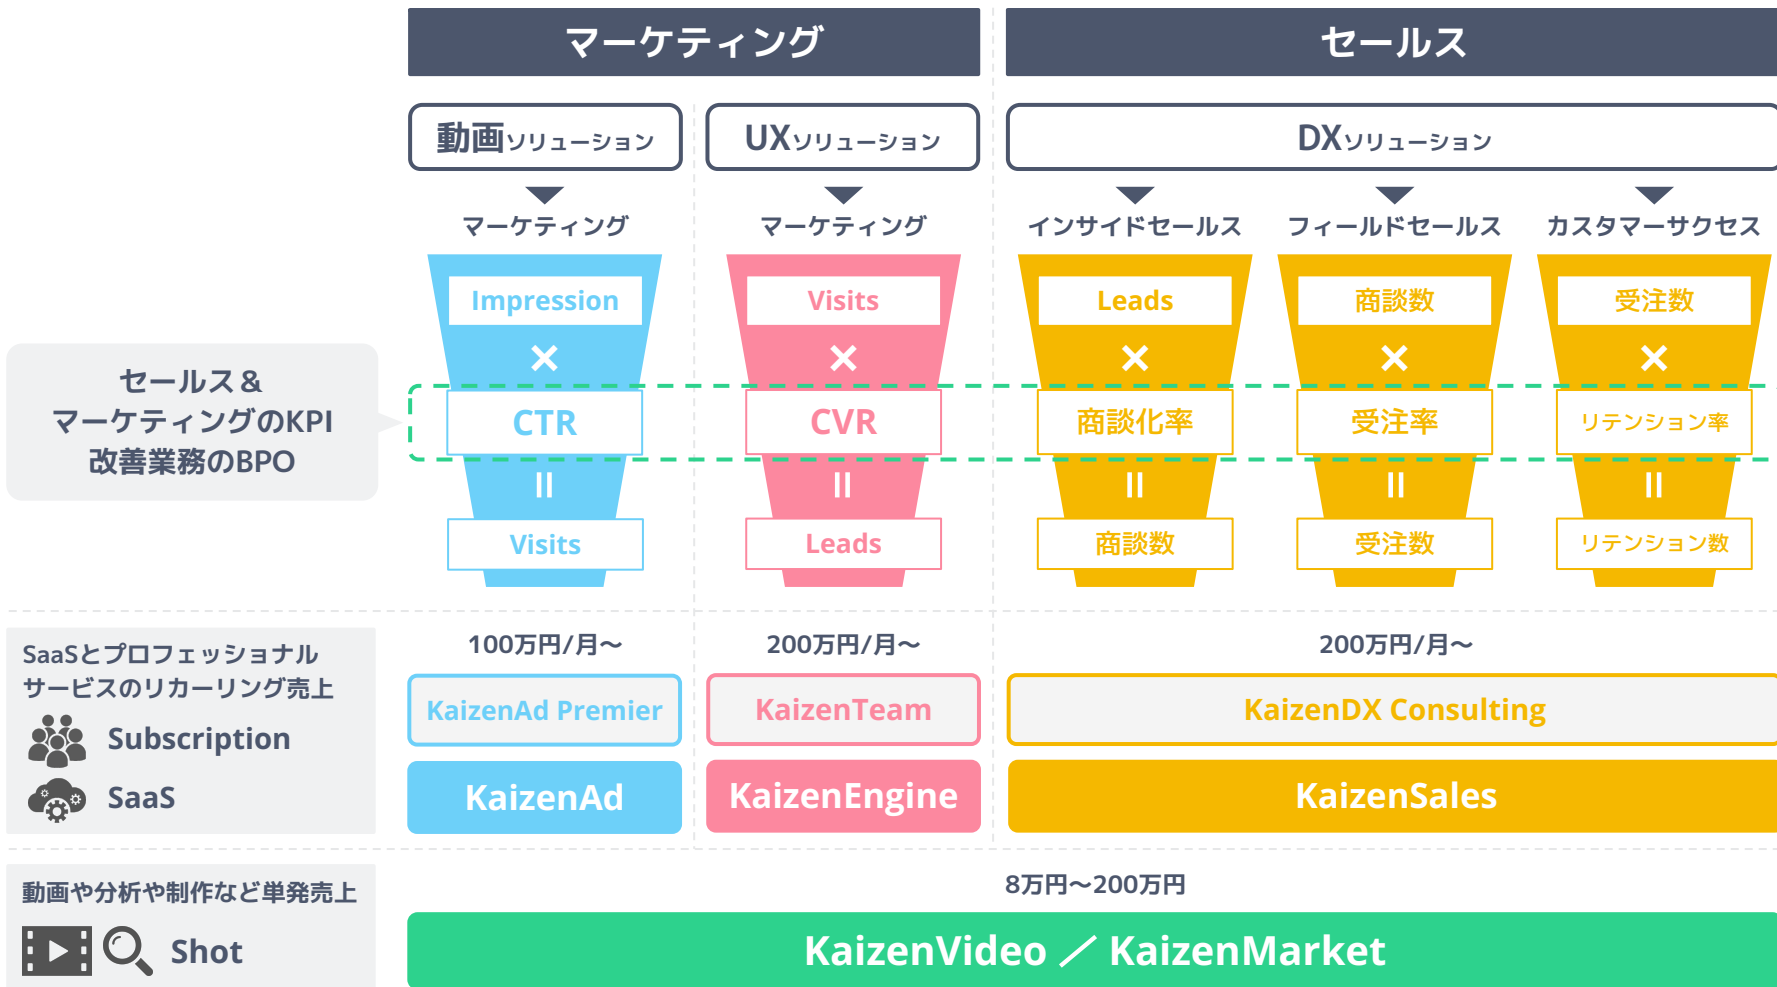 マーケティング
セールス
動画ソリューション
UXソリューション
DXソリューション
マーケティング
マーケティング
インサイドセールス
フィールドセールス
カスタマーサクセス
Impression
Visits
Leads
商談数
受注数
×
×
×
×
×
セールス＆
マーケティングのKPI
改善業務のBPO
CTR
CVR
商談化率
受注率
リテンション率
=
=
=
=
=
Visits
Leads
商談数
受注数
リテンション数
SaaSとプロフェッショナル
サービスのリカーリング売上
Subscription
SaaS
100万円/月〜
200万円/月〜
200万円/月〜
KaizenAd Premier
KaizenTeam
KaizenDX Consulting
KaizenAd
KaizenEngine
KaizenSales
動画や分析や制作など単発売上
Shot
8万円〜200万円
KaizenVideo ／ KaizenMarket